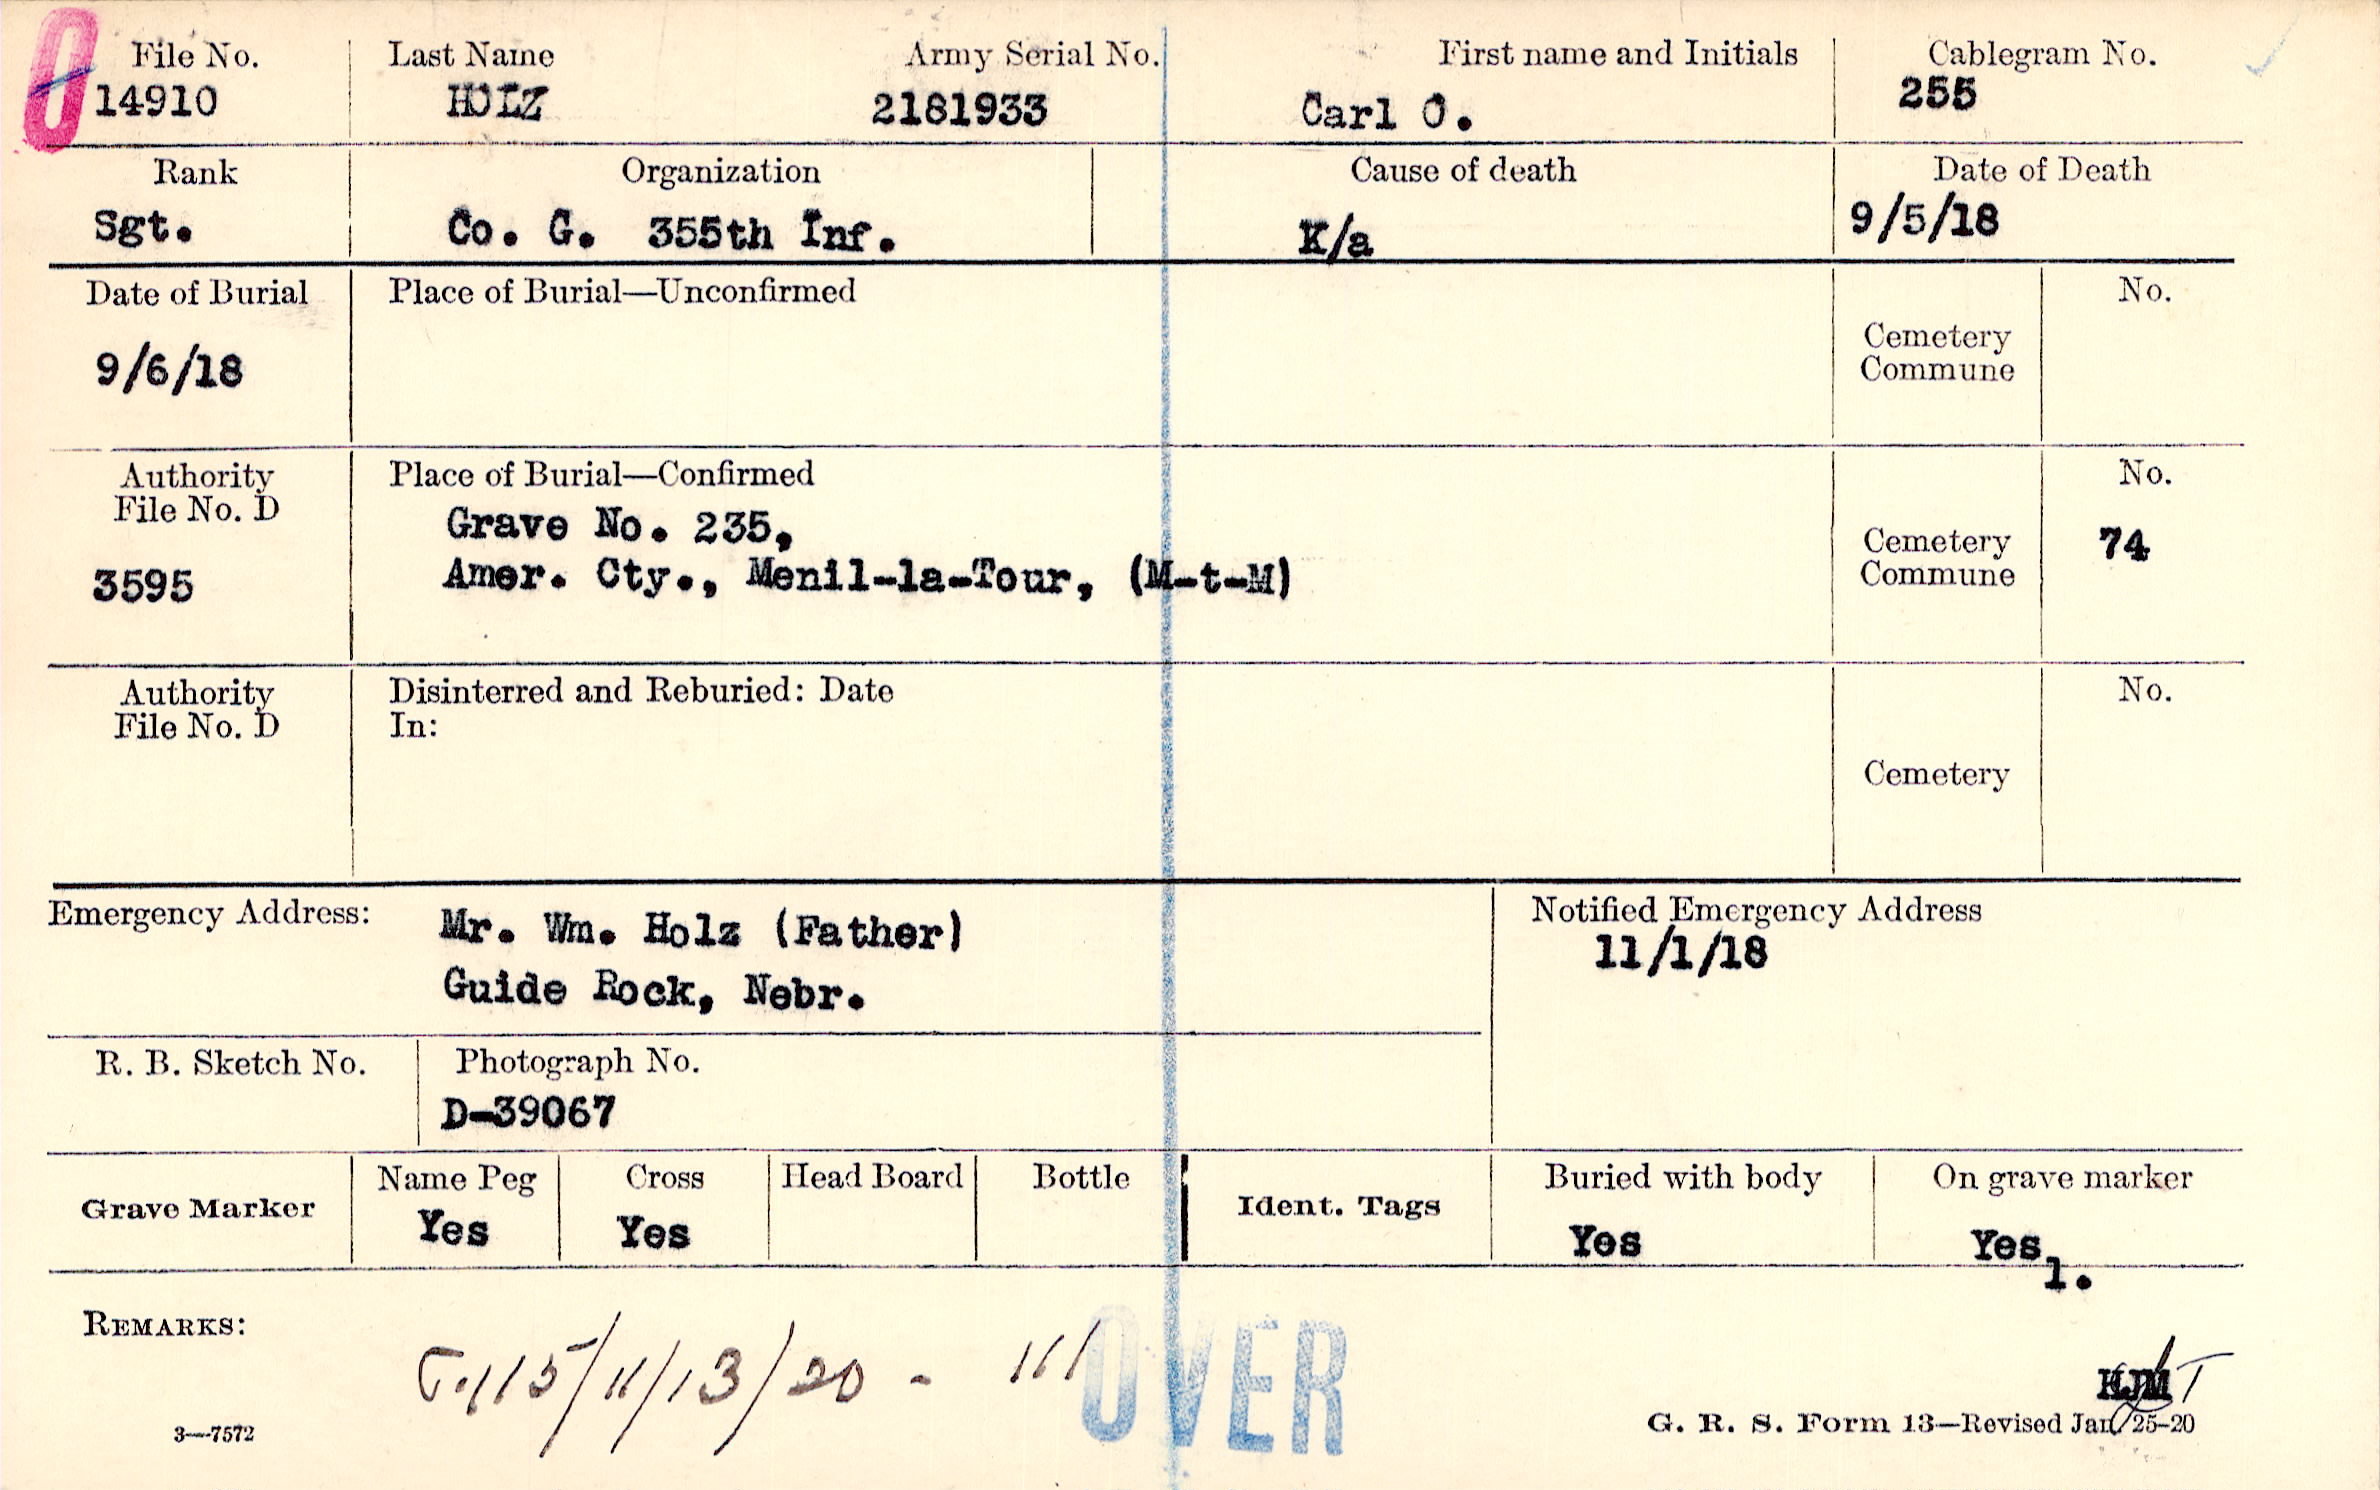 O
File No. Last Name Army Serial No. First name and Initials Cablegram No.
14910 HOLZ 2181933 Carl O. 255
Rank Organization Cause of death Date of Death
Sgt. Co. G. 355th Inf. K/a 9/5/18
Date of Burial Place of Burial—Unconfirmed No.
9/6/18 Cemetery
Commune
Authority Place of Burial—Confirmed No.
File No. D Grave No. 235, Cemetery 74
3595 Amer. Cty., Menil-la-Tour, (M-t-M) Commune
Authority Disinterred and Reburied: Date No.
File No. D In:
Cemetery
Emergency Address: Mr. Wm. Holz (Father) Notified Emergency Address
Guide Rock, Nebr. 11/1/18
R. B. Sketch No. Photograph No.
D-39067
Grave Marker Name Peg Cross Head Board Bottle Ident. Tags Buried with body On grave marker
Yes Yes Yes Yes
1.
REMARKS:
115/11/13/20 - 111
OVER
HJM
3—7572 G. R. S. Form 13—Revised Jan. 25-20